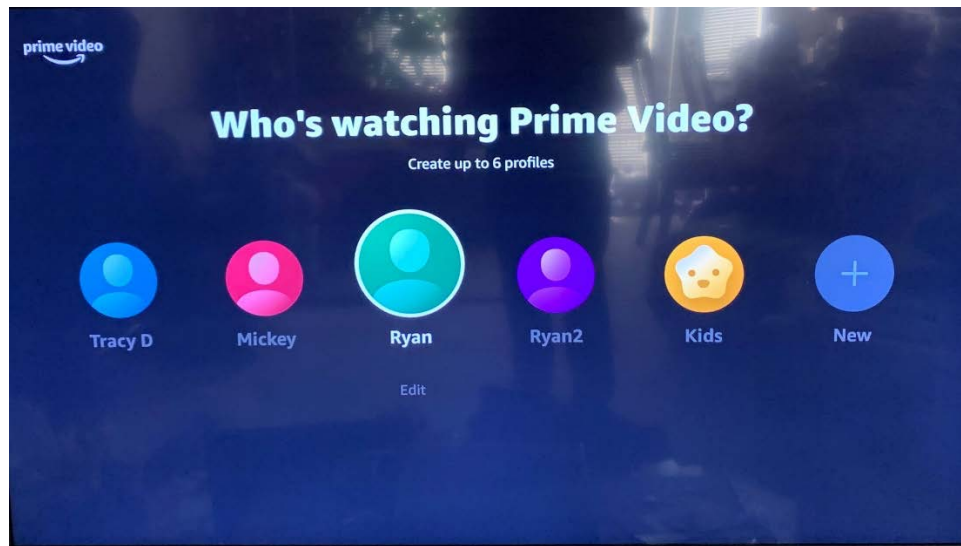 prime video
Who's watching Prime Video?
Create up to 6 profiles
Tracy D
Mickey
Ryan
Ryan2
Kids
New
Edit